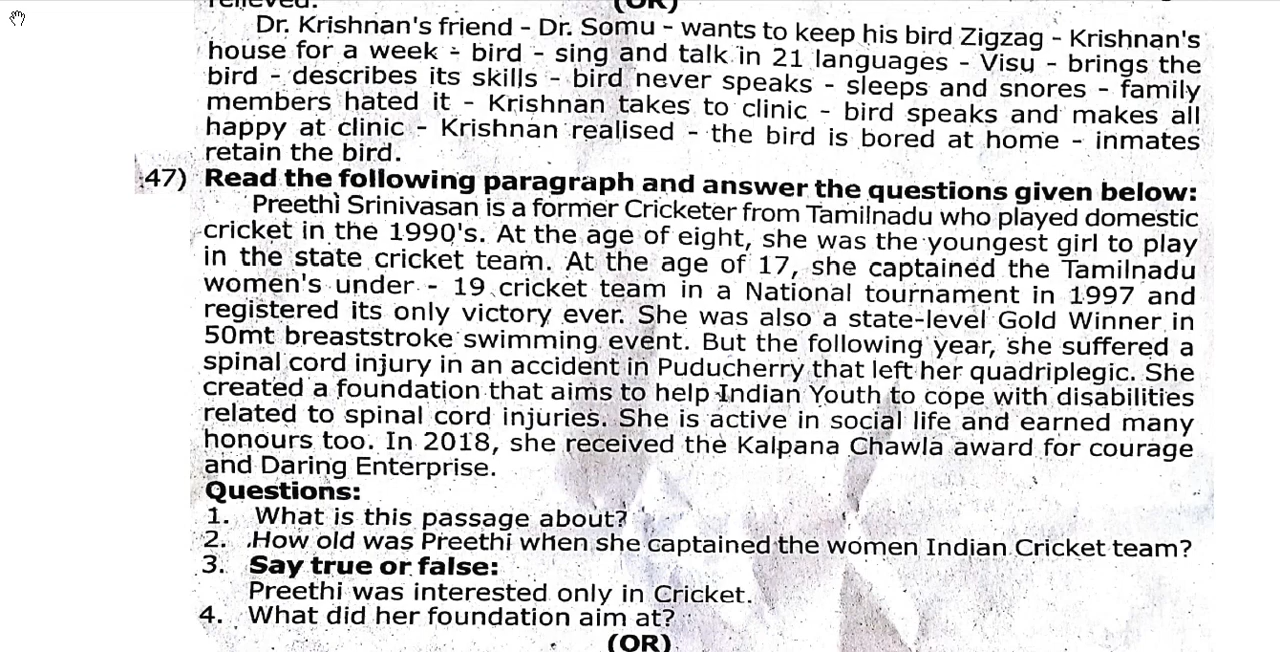 relieved.
(OR)
Dr. Krishnan's friend - Dr. Somu - wants to keep his bird Zigzag - Krishnan's
house for a week - bird - sing and talk in 21 languages - Visu - brings the
bird - describes its skills - bird never speaks - sleeps and snores - family
members hated it - Krishnan takes to clinic - bird speaks and makes all
happy at clinic - Krishnan realised - the bird is bored at home - inmates
retain the bird.
47) Read the following paragraph and answer the questions given below:
Preethi Srinivasan is a former Cricketer from Tamilnadu who played domestic
cricket in the 1990's. At the age of eight, she was the youngest girl to play
in the state cricket team. At the age of 17, she captained the Tamilnadu
women's under - 19 cricket team in a National tournament in 1997 and
registered its only victory ever. She was also a state-level Gold Winner in
50mt breaststroke swimming event. But the following year, she suffered a
spinal cord injury in an accident in Puducherry that left her quadriplegic. She
created a foundation that aims to help Indian Youth to cope with disabilities
related to spinal cord injuries. She is active in social life and earned many
honours too. In 2018, she received the Kalpana Chawla award for courage
and Daring Enterprise.
Questions:
1. What is this passage about?
2. How old was Preethi when she captained the women Indian Cricket team?
3. Say true or false:
Preethi was interested only in Cricket.
4. What did her foundation aim at?
(OR)